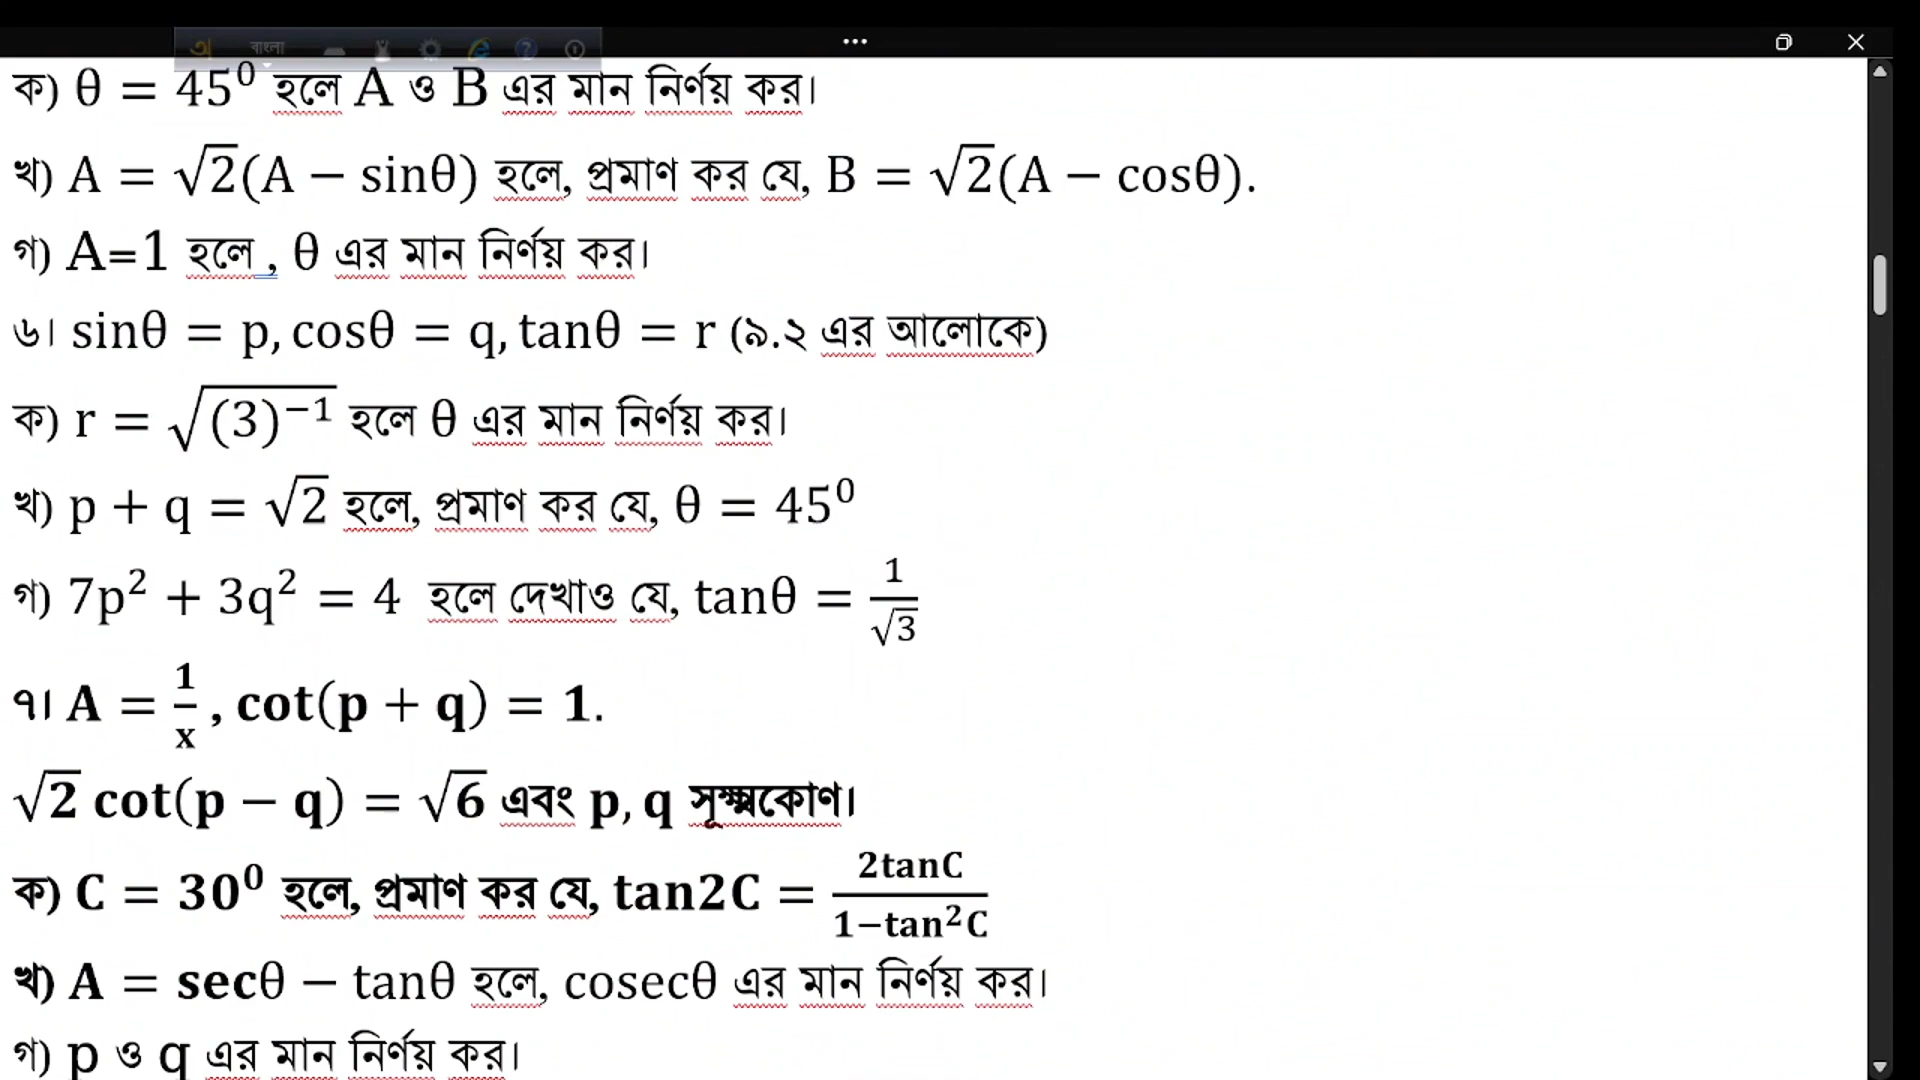 অ বাংলা
ক) θ = 45⁰ হলে A ও B এর মান নির্ণয় কর।
খ) A = √2(A − sinθ) হলে, প্রমাণ কর যে, B = √2(A − cosθ).
গ) A=1 হলে , θ এর মান নির্ণয় কর।
৬। sinθ = p, cosθ = q, tanθ = r (৯.২ এর আলোকে)
ক) r = √(3)⁻¹ হলে θ এর মান নির্ণয় কর।
খ) p + q = √2 হলে, প্রমাণ কর যে, θ = 45⁰
গ) 7p² + 3q² = 4 হলে দেখাও যে, tanθ = 1/√3
৭। A = 1/x , cot(p + q) = 1.
√2 cot(p − q) = √6 এবং p, q সূক্ষ্মকোণ।
ক) C = 30⁰ হলে, প্রমাণ কর যে, tan2C = 2tanC/1−tan²C
খ) A = secθ − tanθ হলে, cosecθ এর মান নির্ণয় কর।
গ) p ও q এর মান নির্ণয় কর।